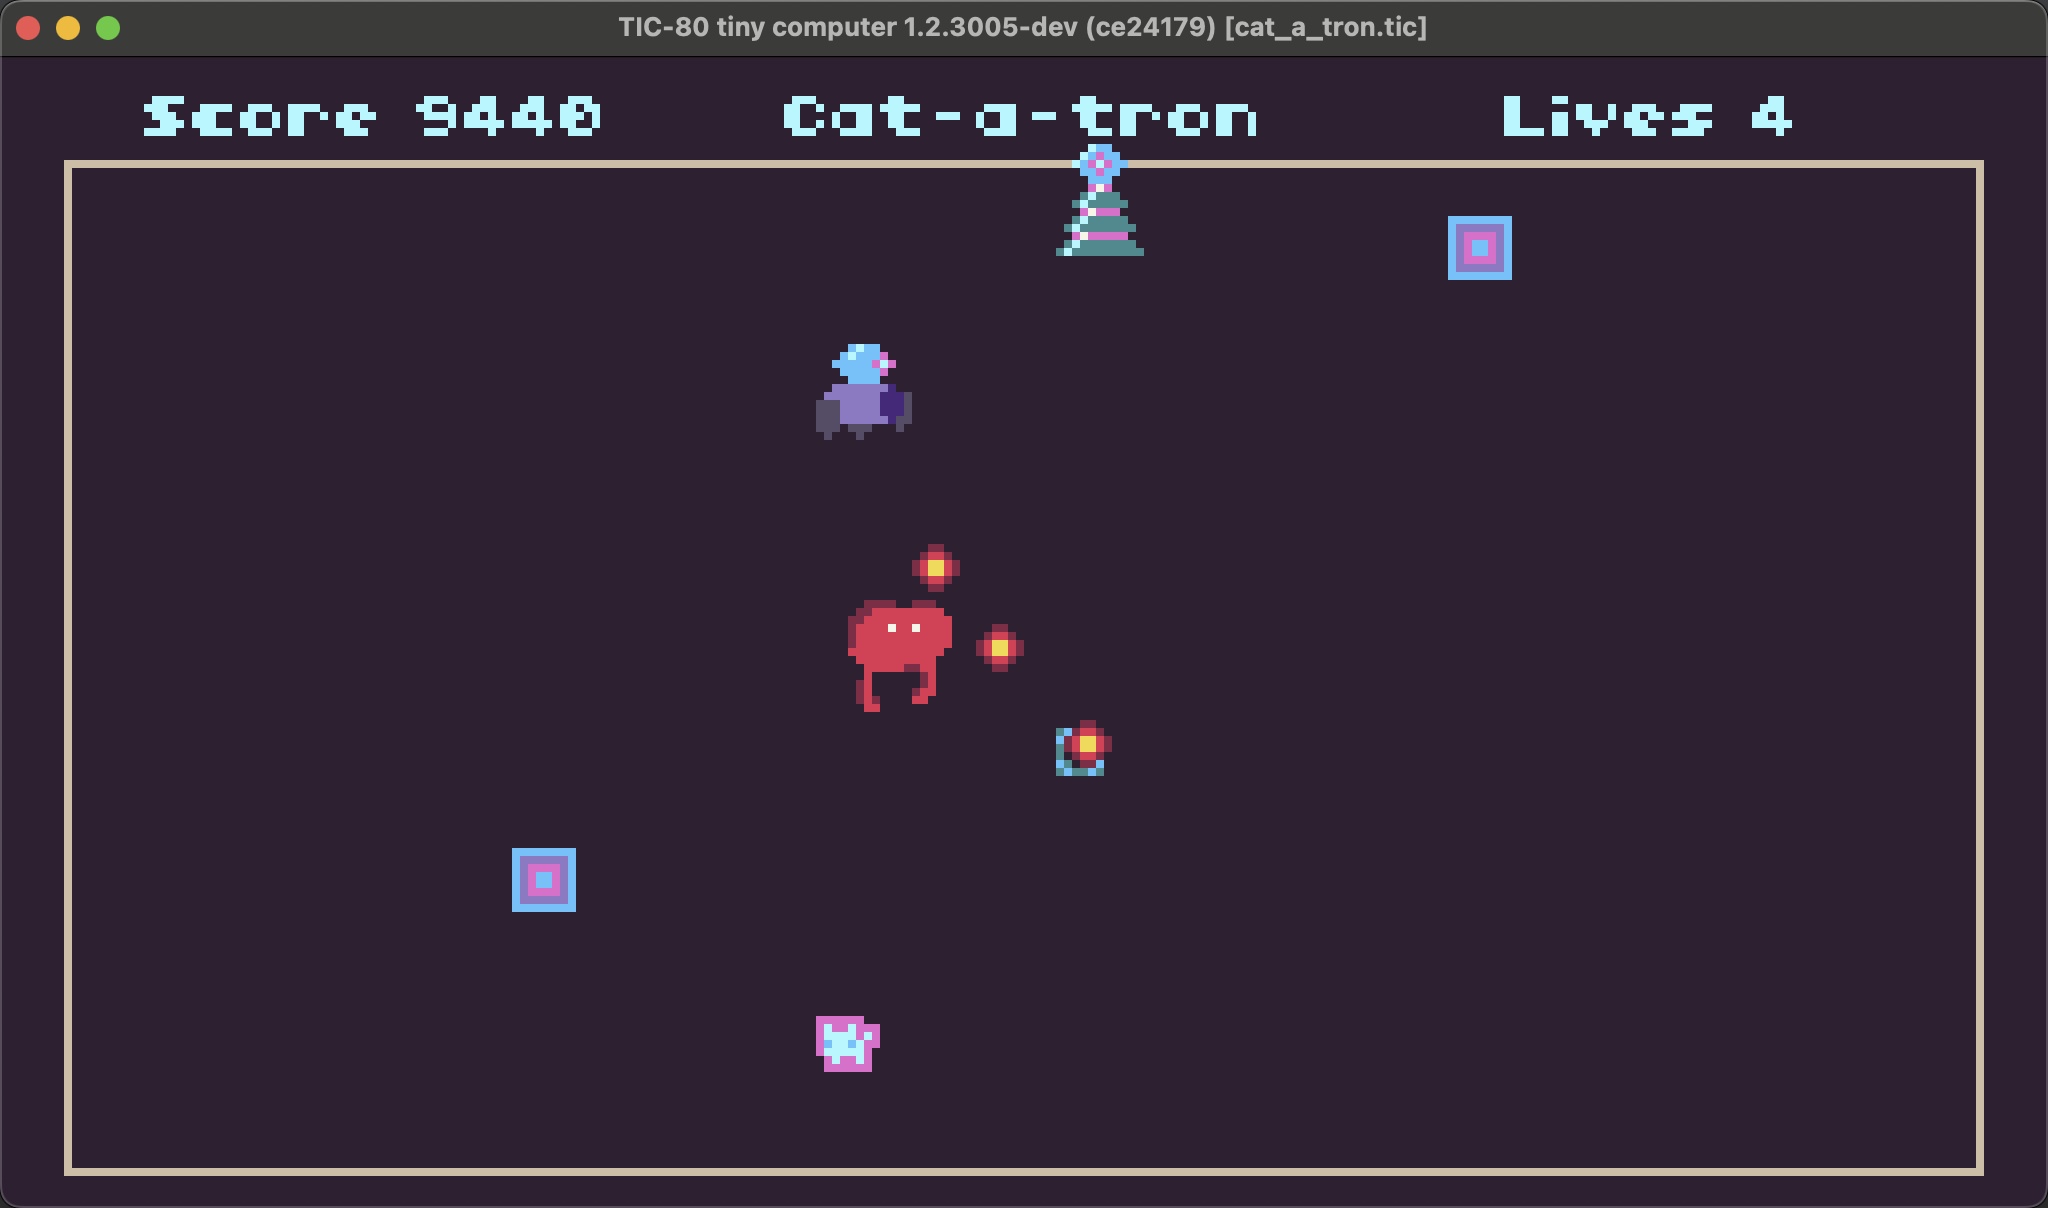 TIC-80 tiny computer 1.2.3005-dev (ce24179) [cat_a_tron.tic]
Score 9440 Cat-a-tron Lives 4